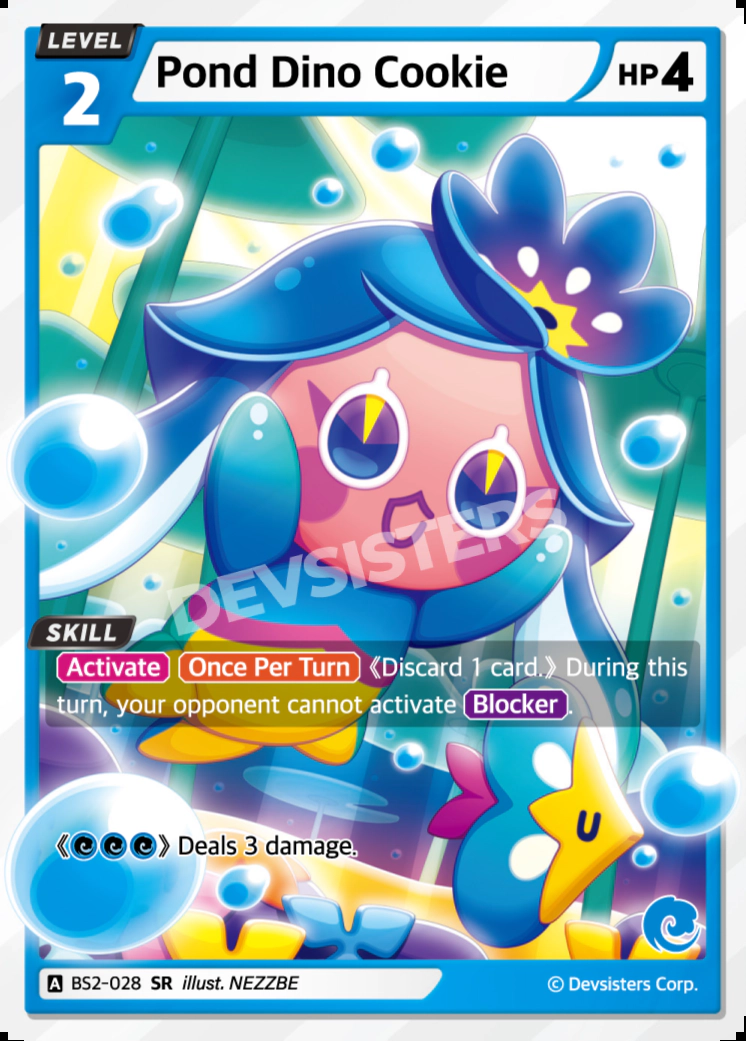 LEVEL
2
Pond Dino Cookie
HP4
DEVSISTERS
SKILL
Activate Once Per Turn 《Discard 1 card.》 During this
turn, your opponent cannot activate Blocker.
《》 Deals 3 damage.
U
A BS2-028 SR illust. NEZZBE
© Devsisters Corp.